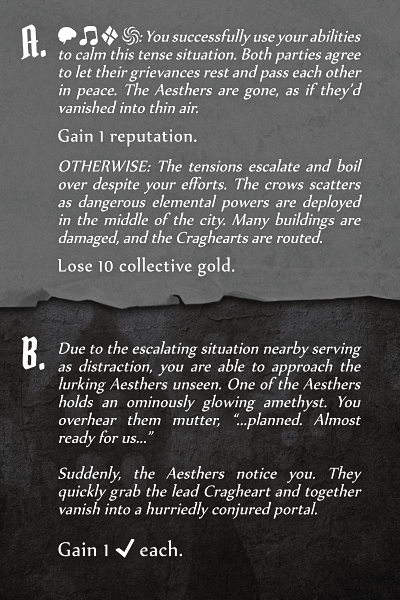 A. : You successfully use your abilities
to calm this tense situation. Both parties agree
to let their grievances rest and pass each other
in peace. The Aesthers are gone, as if they'd
vanished into thin air.
Gain 1 reputation.
OTHERWISE: The tensions escalate and boil
over despite your efforts. The crows scatters
as dangerous elemental powers are deployed
in the middle of the city. Many buildings are
damaged, and the Craghearts are routed.
Lose 10 collective gold.
B. Due to the escalating situation nearby serving
as distraction, you are able to approach the
lurking Aesthers unseen. One of the Aesthers
holds an ominously glowing amethyst. You
overhear them mutter, “...planned. Almost
ready for us...”
Suddenly, the Aesthers notice you. They
quickly grab the lead Cragheart and together
vanish into a hurriedly conjured portal.
Gain 1 ✓ each.